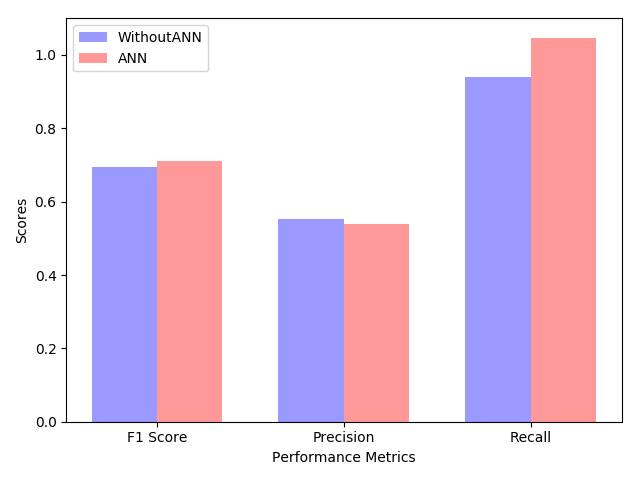 WithoutANN
ANN
1.0
0.8
0.6
0.4
0.2
0.0
Scores
F1 Score Precision Recall
Performance Metrics